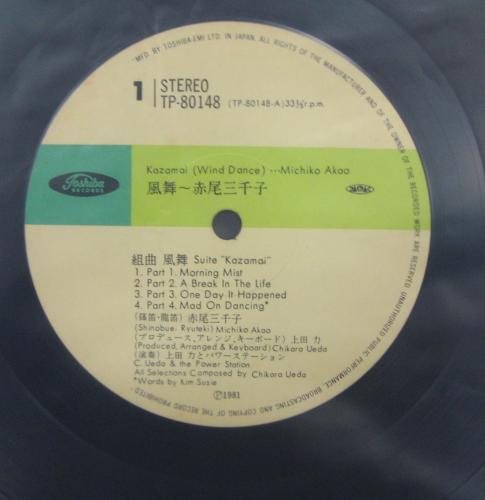 MFD. BY TOSHIBA-EMI LTD. IN JAPAN. ALL RIGHTS OF THE MANUFACTURER AND OF THE OWNER OF THE RECORDED WORK ARE RESERVED UNAUTHORIZED PUBLIC PERFORMANCE, BROADCASTING AND COPYING OF THE RECORD PROHIBITED
1
STEREO
TP-80148 (TP-80148-A) 33⅓r.p.m.
Kazamai (Wind Dance) ···Michiko Akao
風舞～赤尾三千子
Toshiba
RECORDS
組曲 風舞 Suite "Kazamai"
1. Part 1. Morning Mist
2. Part 2. A Break In The Life
3. Part 3. One Day It Happened
4. Part 4. Mad On Dancing*
(篠笛・龍笛) 赤尾三千子
(Shinobue, Ryuteki) Michiko Akao
(プロデュース、アレンジ、キーボード) 上田 力
(Produced, Arranged & Keyboard) Chikara Ueda
(演奏) 上田 力とパワーステーション
C. Ueda & the Power Station
All Selections Composed by Chikara Ueda
*Words by Kim Susie
Ⓟ1981